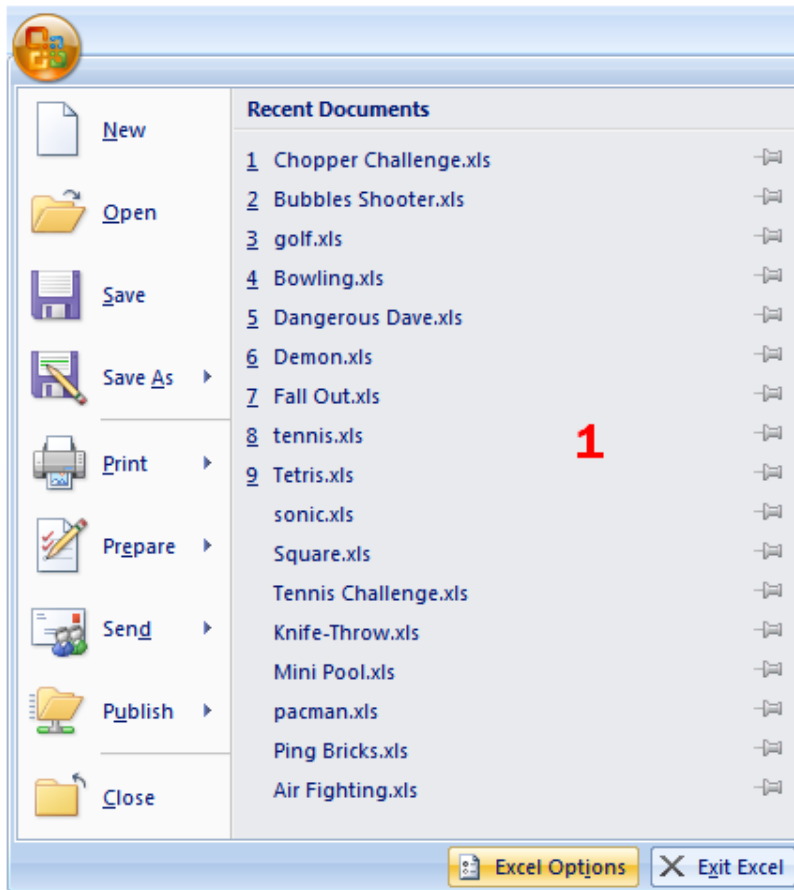 New
Open
Save
Save As
Print
Prepare
Send
Publish
Close
Recent Documents
1 Chopper Challenge.xls
2 Bubbles Shooter.xls
3 golf.xls
4 Bowling.xls
5 Dangerous Dave.xls
6 Demon.xls
7 Fall Out.xls
8 tennis.xls
9 Tetris.xls
sonic.xls
Square.xls
Tennis Challenge.xls
Knife-Throw.xls
Mini Pool.xls
pacman.xls
Ping Bricks.xls
Air Fighting.xls
1
Excel Options
Exit Excel